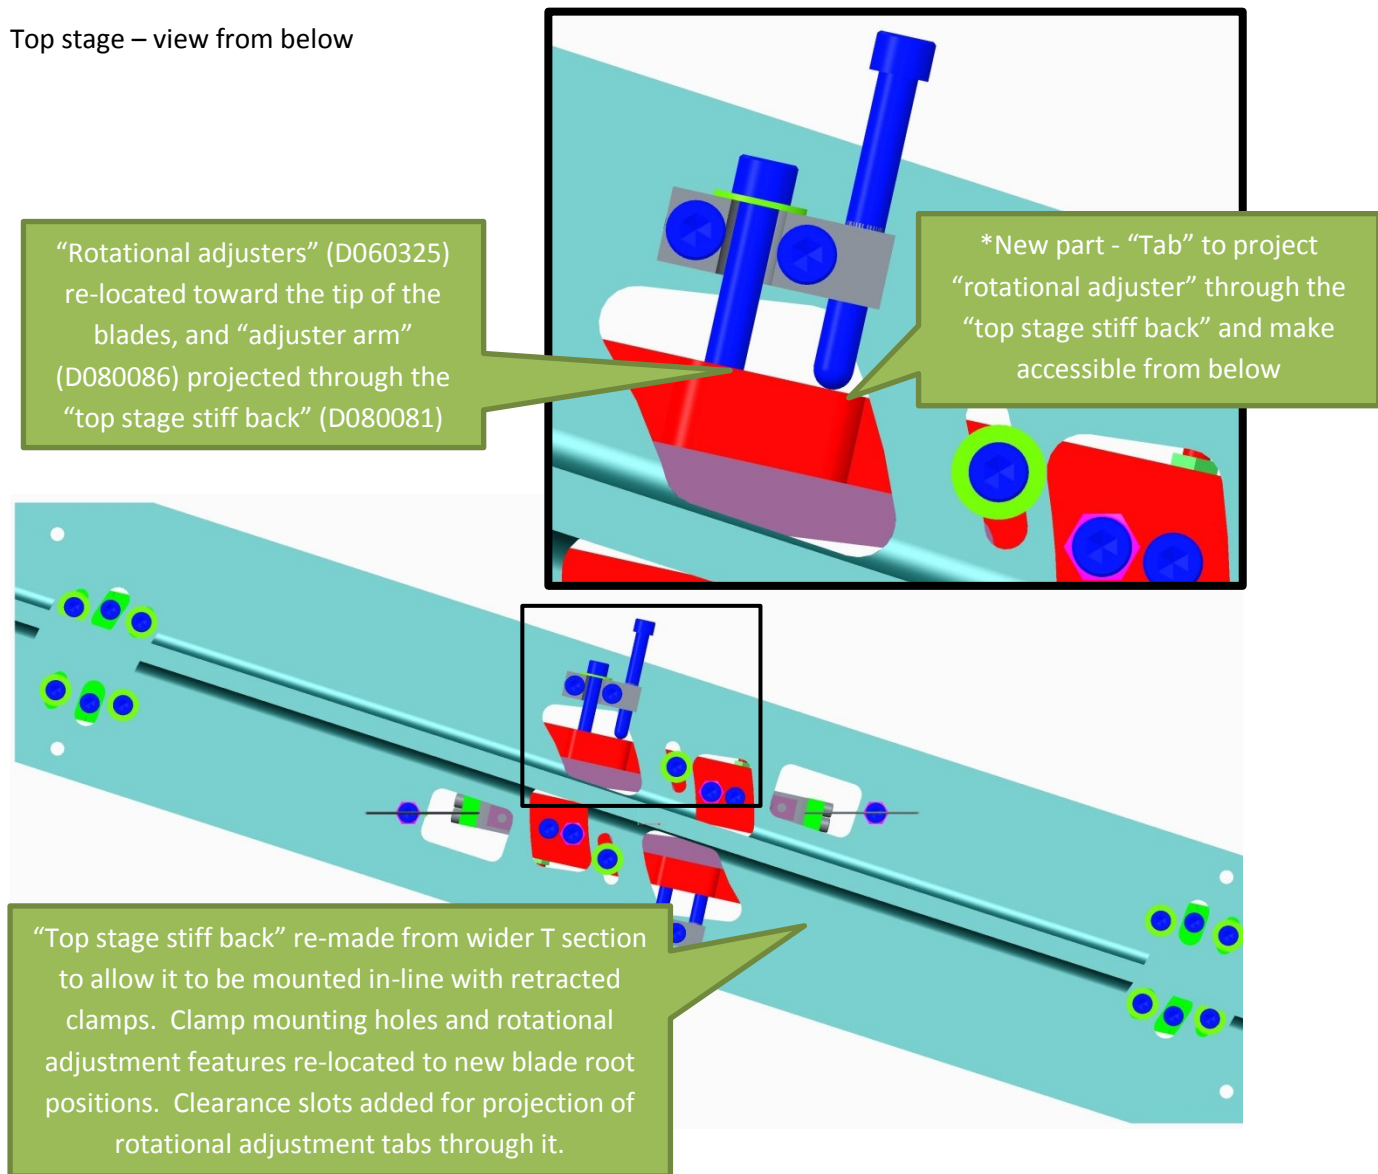 Top stage – view from below
“Rotational adjusters” (D060325)
re-located toward the tip of the
blades, and “adjuster arm”
(D080086) projected through the
“top stage stiff back” (D080081)
*New part - “Tab” to project
“rotational adjuster” through the
“top stage stiff back” and make
accessible from below
“Top stage stiff back” re-made from wider T section
to allow it to be mounted in-line with retracted
clamps.  Clamp mounting holes and rotational
adjustment features re-located to new blade root
positions.  Clearance slots added for projection of
rotational adjustment tabs through it.